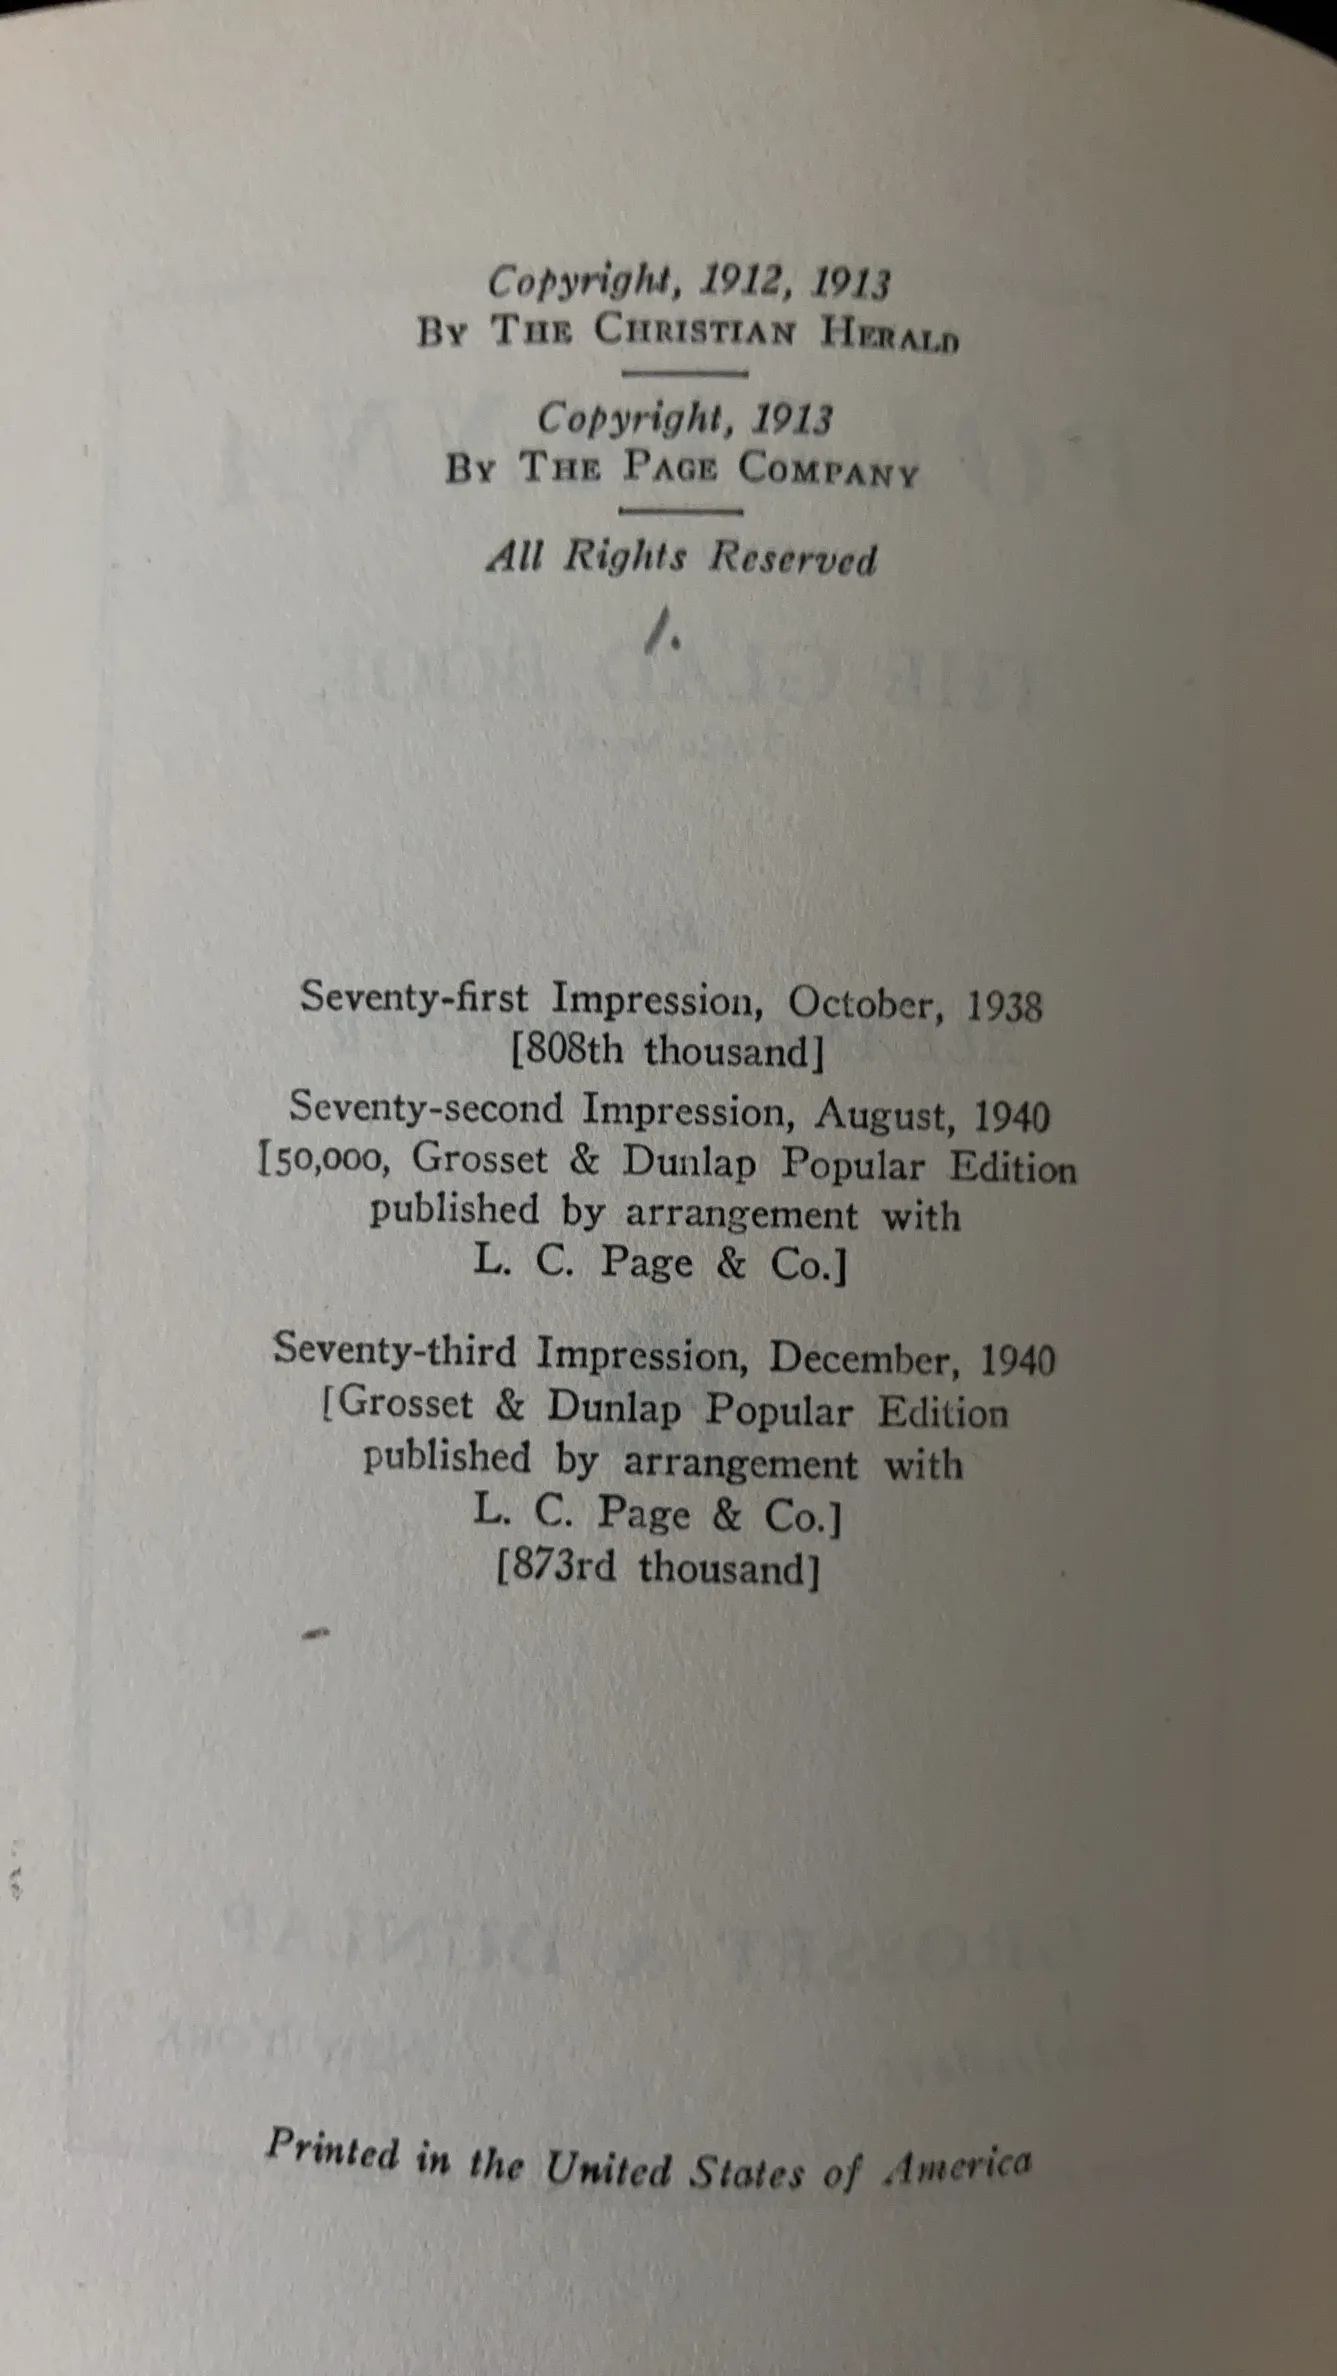 Copyright, 1912, 1913
BY THE CHRISTIAN HERALD
Copyright, 1913
BY THE PAGE COMPANY
All Rights Reserved
Seventy-first Impression, October, 1938
[808th thousand]
Seventy-second Impression, August, 1940
[50,000, Grosset & Dunlap Popular Edition
published by arrangement with
L. C. Page & Co.]
Seventy-third Impression, December, 1940
[Grosset & Dunlap Popular Edition
published by arrangement with
L. C. Page & Co.]
[873rd thousand]
Printed in the United States of America